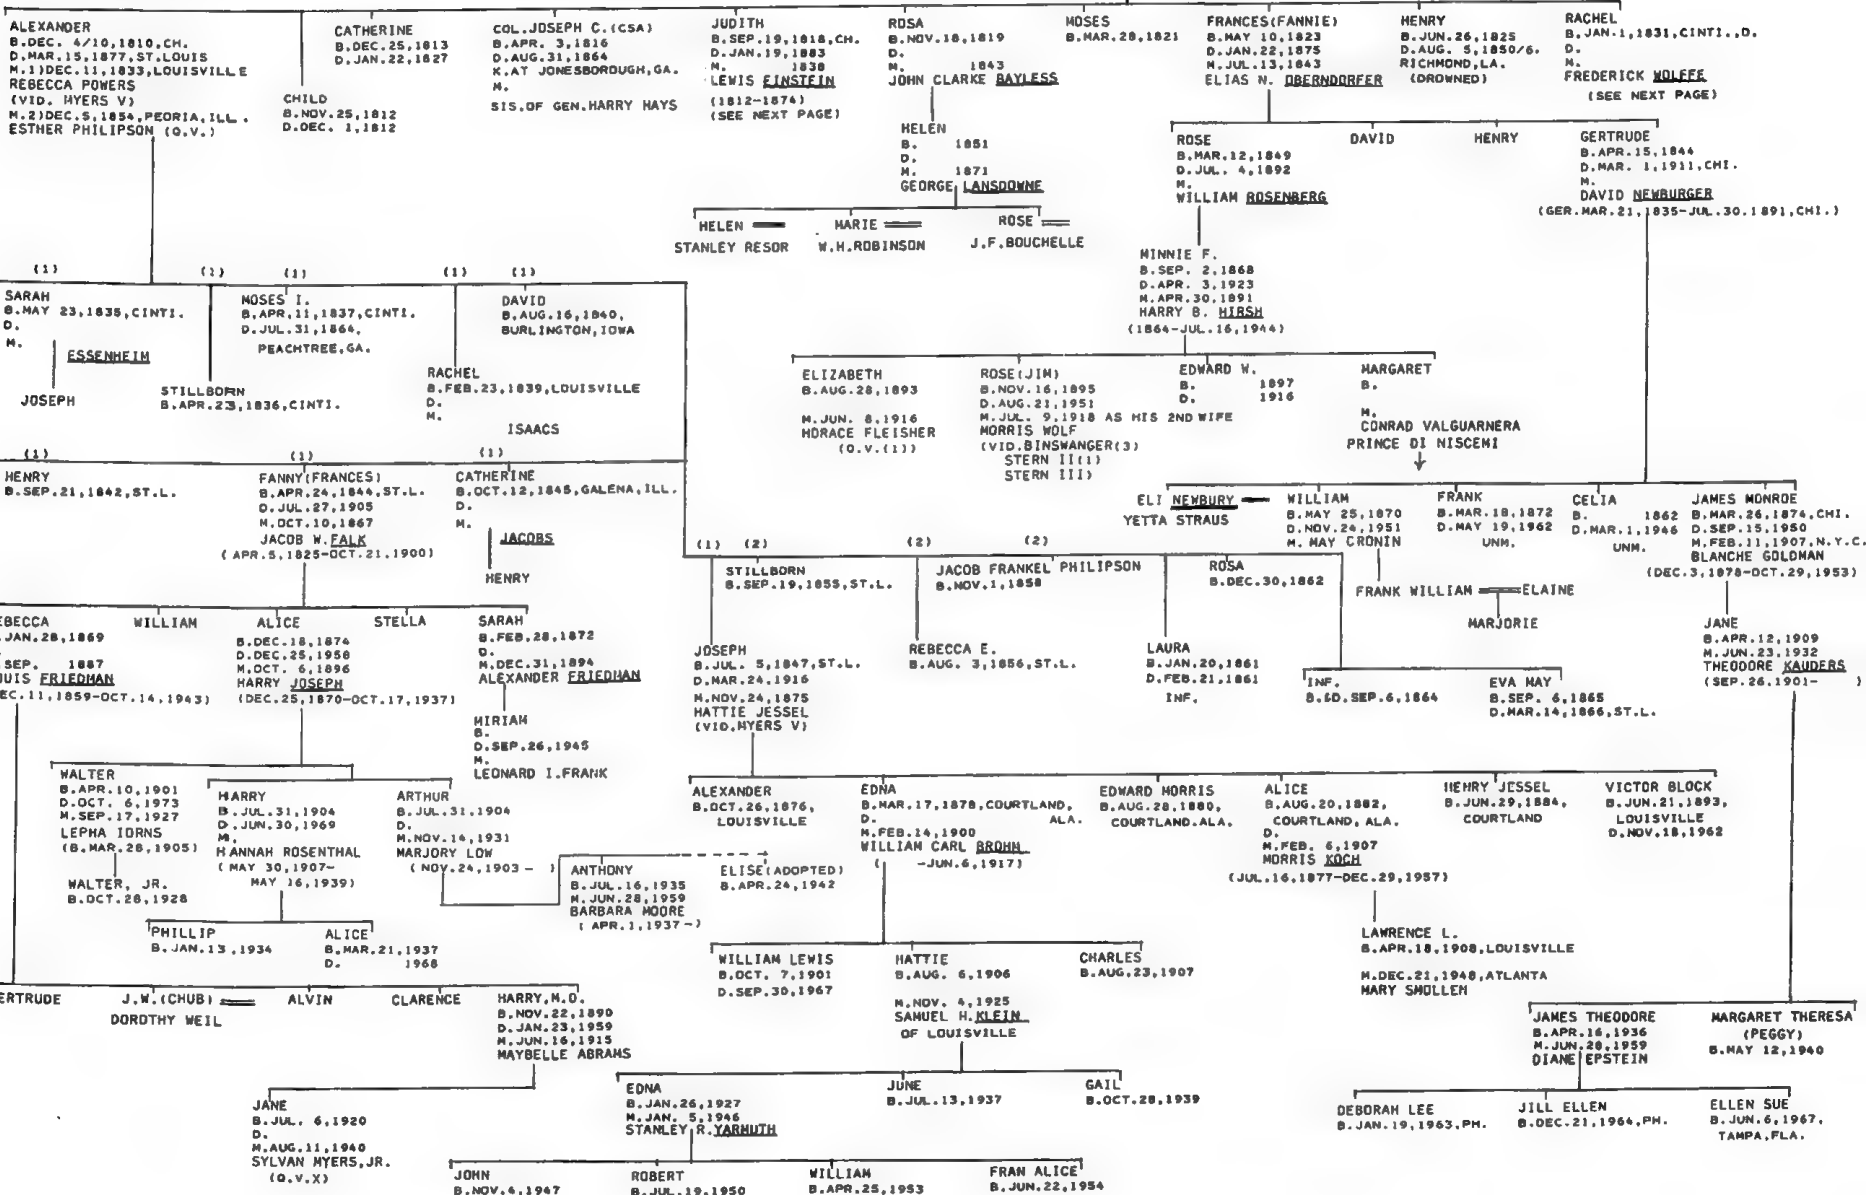 ALEXANDER
B.DEC. 4/10,1810,CH.
D.MAR.15,1877,ST.LOUIS
M.1)DEC.11,1833,LOUISVILLE
REBECCA POWERS
(VID. MYERS V)
M.2)DEC.5,1854,PEORIA,ILL.
ESTHER PHILIPSON (Q.V.)
CHILD
B.NOV.25,1812
D.DEC. 1,1812
CATHERINE
B.DEC.25,1813
D.JAN.22,1827
COL.JOSEPH C.(CSA)
B.APR. 3,1816
D.AUG.31,1864
K.AT JONESBOROUGH,GA.
M.
SIS.OF GEN.HARRY HAYS
JUDITH
B.SEP.19,1818,CH.
D.JAN.19,1883
M. 1838
LEWIS EINSTEIN
(1812-1874)
(SEE NEXT PAGE)
ROSA
B.NOV.18,1819
D.
M. 1843
JOHN CLARKE BAYLESS
MOSES
B.MAR.28,1821
FRANCES(FANNIE)
B.MAY 10,1823
D.JAN.22,1875
M.JUL.13,1843
ELIAS N. OBERNDORFER
HENRY
B.JUN.26,1825
D.AUG. 5,1850/6.
RICHMOND,LA.
(DROWNED)
RACHEL
B.JAN.1,1831,CINTI.,D.
D.
M.
FREDERICK WOLFFE
(SEE NEXT PAGE)
HELEN
B. 1851
D.
M. 1871
GEORGE LANSDOWNE
HELEN
STANLEY RESOR
MARIE
W.H.ROBINSON
ROSE
J.F.BOUCHELLE
ROSE
B.MAR.12,1849
D.JUL. 4,1892
M.
WILLIAM ROSENBERG
DAVID
HENRY
GERTRUDE
B.APR.15,1844
D.MAR. 1,1911,CHI.
M.
DAVID NEWBURGER
(GER.MAR.21,1835-JUL.30.1891,CHI.)
MINNIE F.
B.SEP. 2,1868
D.APR. 3,1923
M.APR.30,1891
HARRY B. HIRSH
(1864-JUL.16,1944)
(1) (1) (1) (1) (1)
SARAH
B.MAY 23,1835,CINTI.
D.
M.
ESSENHEIM
JOSEPH
STILLBORN
B.APR.23,1836,CINTI.
MOSES I.
B.APR.11,1837,CINTI.
D.JUL.31,1864,
PEACHTREE,GA.
RACHEL
B.FEB.23,1839,LOUISVILLE
D.
M.
ISAACS
DAVID
B.AUG.16,1840,
BURLINGTON,IOWA
ELIZABETH
B.AUG.28,1893
M.JUN. 8,1916
HORACE FLEISHER
(Q.V.(1))
ROSE(JIM)
B.NOV.16,1895
D.AUG.21,1951
M.JUL. 9,1918 AS HIS 2ND WIFE
MORRIS WOLF
(VID.BINSWANGER(3)
STERN II(1)
STERN III)
EDWARD W.
B. 1897
D. 1916
MARGARET
B.
M.
CONRAD VALGUARNERA
PRINCE DI NISCEMI
(1) (1) (1)
HENRY
B.SEP.21,1842,ST.L.
FANNY(FRANCES)
B.APR.24,1844,ST.L.
D.JUL.27,1905
M.OCT.10,1867
JACOB W.FALK
(APR.5,1825-OCT.21,1900)
CATHERINE
B.OCT.12,1845,GALENA,ILL.
D.
M.
JACOBS
HENRY
ELI NEWBURY
YETTA STRAUS
WILLIAM
B.MAY 25,1870
D.NOV.24,1951
M. MAY CRONIN
FRANK
B.MAR.18,1872
D.MAY 19,1962
UNM.
CELIA
B. 1862
D.MAR.1,1946
UNM.
JAMES MONROE
B.MAR.26,1874,CHI.
D.SEP.15,1950
M.FEB.11,1907,N.Y.C.
BLANCHE GOLDMAN
(DEC.3,1878-OCT.29,1953)
FRANK WILLIAM ELAINE
MARJORIE
JANE
B.APR.12,1909
M.JUN.23,1932
THEODORE KAUDERS
(SEP.26,1901- )
(1) (2) (2) (2)
STILLBORN
B.SEP.19,1855,ST.L.
JACOB FRANKEL PHILIPSON
B.NOV.1,1858
ROSA
B.DEC.30,1862
JOSEPH
B.JUL. 5,1847,ST.L.
D.MAR.24,1916
M.NOV.24,1875
HATTIE JESSEL
(VID.MYERS V)
REBECCA E.
B.AUG. 3,1856,ST.L.
LAURA
B.JAN.20,1861
D.FEB.21,1861
INF.
INF.
B.&D.SEP.6,1864
EVA MAY
B.SEP. 6,1865
D.MAR.14,1866,ST.L.
EBECCA
.JAN.28,1869
.
SEP. 1887
UIS FRIEDMAN
EC.11,1859-OCT.14,1943)
WILLIAM
ALICE
B.DEC.18,1874
D.DEC.25,1958
M.OCT. 6,1896
HARRY JOSEPH
(DEC.25,1870-OCT.17,1937)
STELLA
SARAH
B.FEB.28,1872
D.
M.DEC.31,1894
ALEXANDER FRIEDMAN
MIRIAM
B.
D.SEP.26,1945
M.
LEONARD I.FRANK
WALTER
B.APR.10,1901
D.OCT. 6,1973
M.SEP.17,1927
LEPHA IORNS
(B.MAR.28,1905)
WALTER, JR.
B.OCT.28,1928
HARRY
B.JUL.31,1904
D.JUN.30,1969
M.
HANNAH ROSENTHAL
(MAY 30,1907-
MAY 16,1939)
ARTHUR
B.JUL.31,1904
D.
M.NOV.14,1931
MARJORY LOW
(NOV.24,1903 - )
ANTHONY
B.JUL.16,1935
M.JUN.28,1959
BARBARA MOORE
( APR.1,1937-)
ELISE(ADOPTED)
B.APR.24,1942
PHILLIP
B.JAN.13,1934
ALICE
B.MAR.21,1937
D. 1968
ALEXANDER
B.OCT.26,1876,
LOUISVILLE
EDNA
B.MAR.17,1878,COURTLAND,
D. ALA.
M.FEB.14,1900
WILLIAM CARL BROHM
( -JUN.6,1917)
EDWARD MORRIS
B.AUG.28,1880,
COURTLAND.ALA.
ALICE
B.AUG.20,1882,
COURTLAND, ALA.
D.
M.FEB. 6,1907
MORRIS KOCH
(JUL.16,1877-DEC.29,1957)
HENRY JESSEL
B.JUN.29,1884,
COURTLAND
VICTOR BLOCK
B.JUN.21,1893,
LOUISVILLE
D.NOV.18,1962
WILLIAM LEWIS
B.OCT. 7,1901
D.SEP.30,1967
HATTIE
B.AUG. 6,1906
M.NOV. 4,1925
SAMUEL H.KLEIN
OF LOUISVILLE
CHARLES
B.AUG.23,1907
LAWRENCE L.
B.APR.18,1908,LOUISVILLE
M.DEC.21,1948,ATLANTA
MARY SMOLLEN
ERTRUDE
J.W.(CHUB)
DOROTHY WEIL
ALVIN
CLARENCE
HARRY,M.D.
B.NOV.22,1890
D.JAN.23,1959
M.JUN.16,1915
MAYBELLE ABRAMS
JAMES THEODORE
B.APR.16,1936
M.JUN.28,1959
DIANE EPSTEIN
MARGARET THERESA
(PEGGY)
B.MAY 12,1940
JANE
B.JUL. 6,1920
D.
M.AUG.11,1940
SYLVAN MYERS,JR.
(Q.V.X)
EDNA
B.JAN.26,1927
M.JAN. 5,1946
STANLEY R.YARMUTH
JUNE
B.JUL.13,1937
GAIL
B.OCT.28,1939
DEBORAH LEE
B.JAN.19,1963,PH.
JILL ELLEN
B.DEC.21,1964,PH.
ELLEN SUE
B.JUN.6,1967,
TAMPA,FLA.
JOHN
B.NOV.4,1947
ROBERT
B.JUL.19,1950
WILLIAM
B.APR.25,1953
FRAN ALICE
B.JUN.22,1954